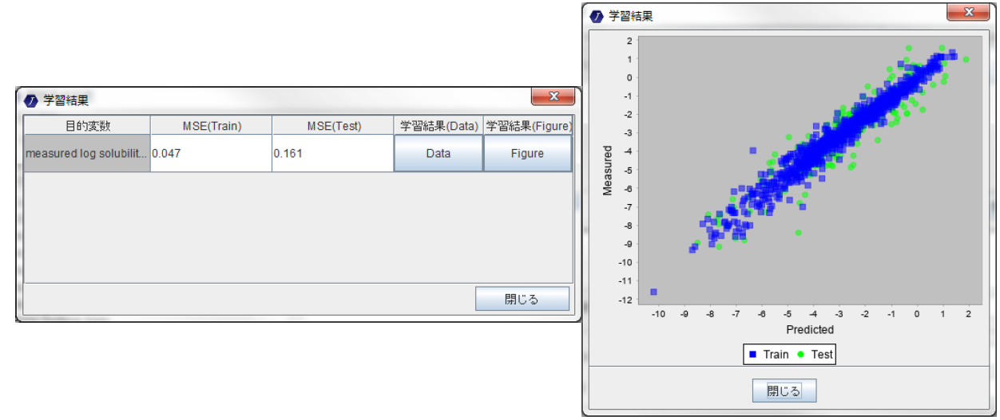 学習結果
目的変数 MSE(Train) MSE(Test) 学習結果(Data) 学習結果(Figure)
measured log solubilit... 0.047 0.161 Data Figure
閉じる
学習結果
2
1
0
-1
-2
-3
-4
-5
-6
-7
-8
-9
-10
-11
-12
Measured
-10 -9 -8 -7 -6 -5 -4 -3 -2 -1 0 1 2
Predicted
Train Test
閉じる